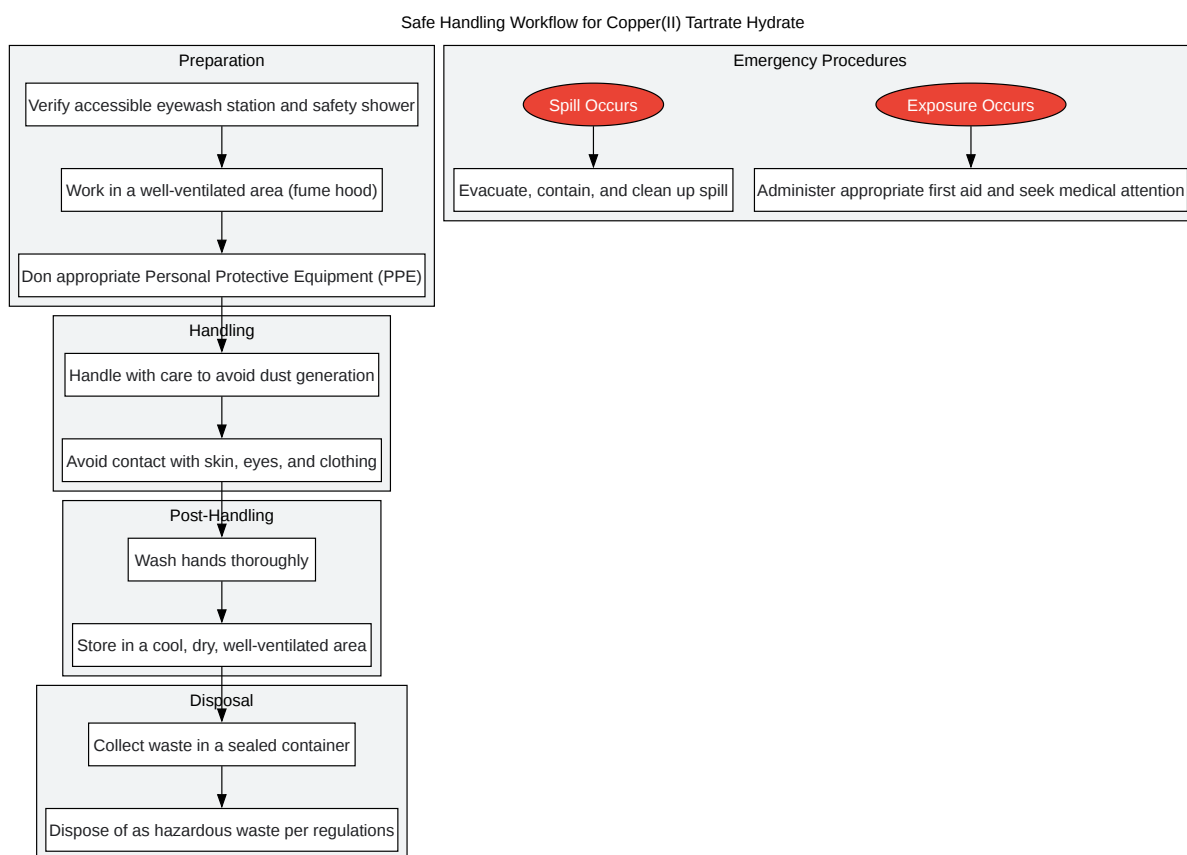 Safe Handling Workflow for Copper(II) Tartrate Hydrate
Preparation
Verify accessible eyewash station and safety shower
Work in a well-ventilated area (fume hood)
Don appropriate Personal Protective Equipment (PPE)
Handling
Handle with care to avoid dust generation
Avoid contact with skin, eyes, and clothing
Post-Handling
Wash hands thoroughly
Store in a cool, dry, well-ventilated area
Disposal
Collect waste in a sealed container
Dispose of as hazardous waste per regulations
Emergency Procedures
Spill Occurs
Evacuate, contain, and clean up spill
Exposure Occurs
Administer appropriate first aid and seek medical attention